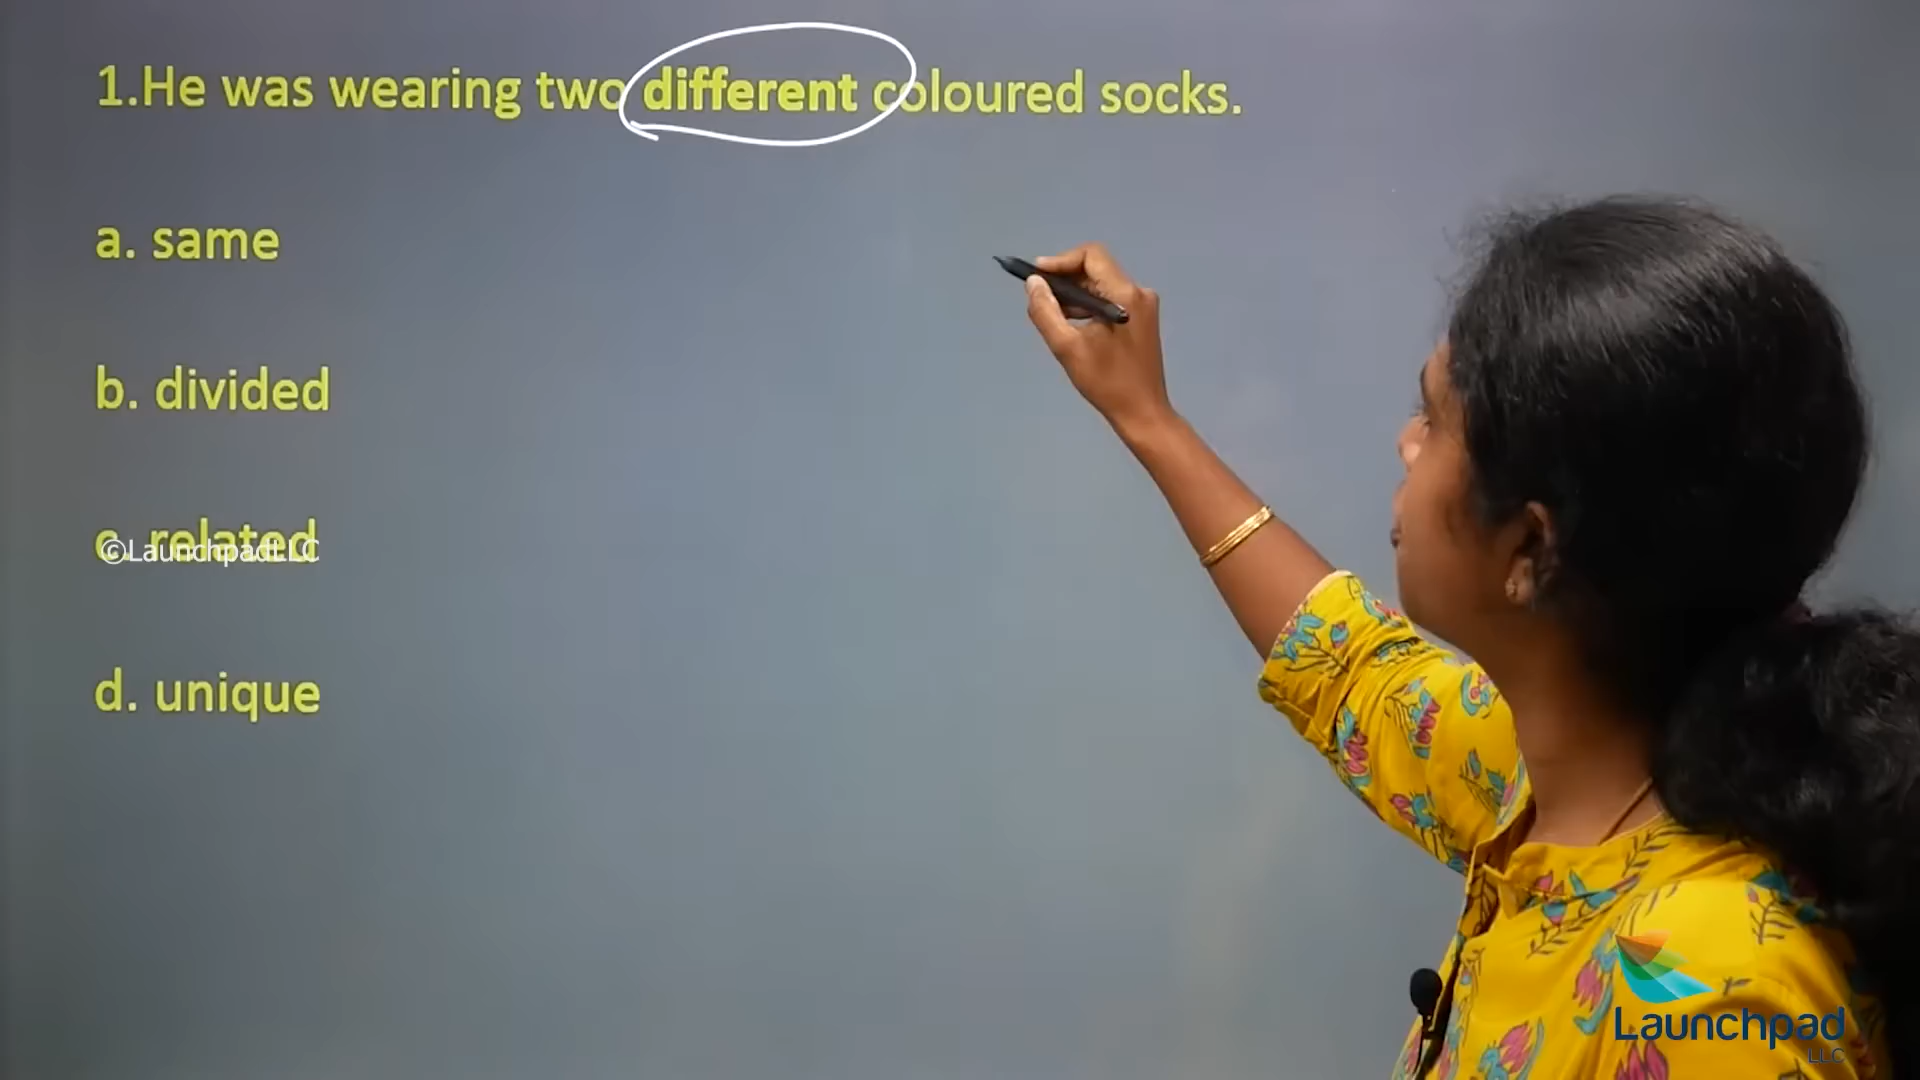 1.He was wearing two different coloured socks.
a. same
b. divided
c. related
©LaunchpadLLC
d. unique
Launchpad
LLC